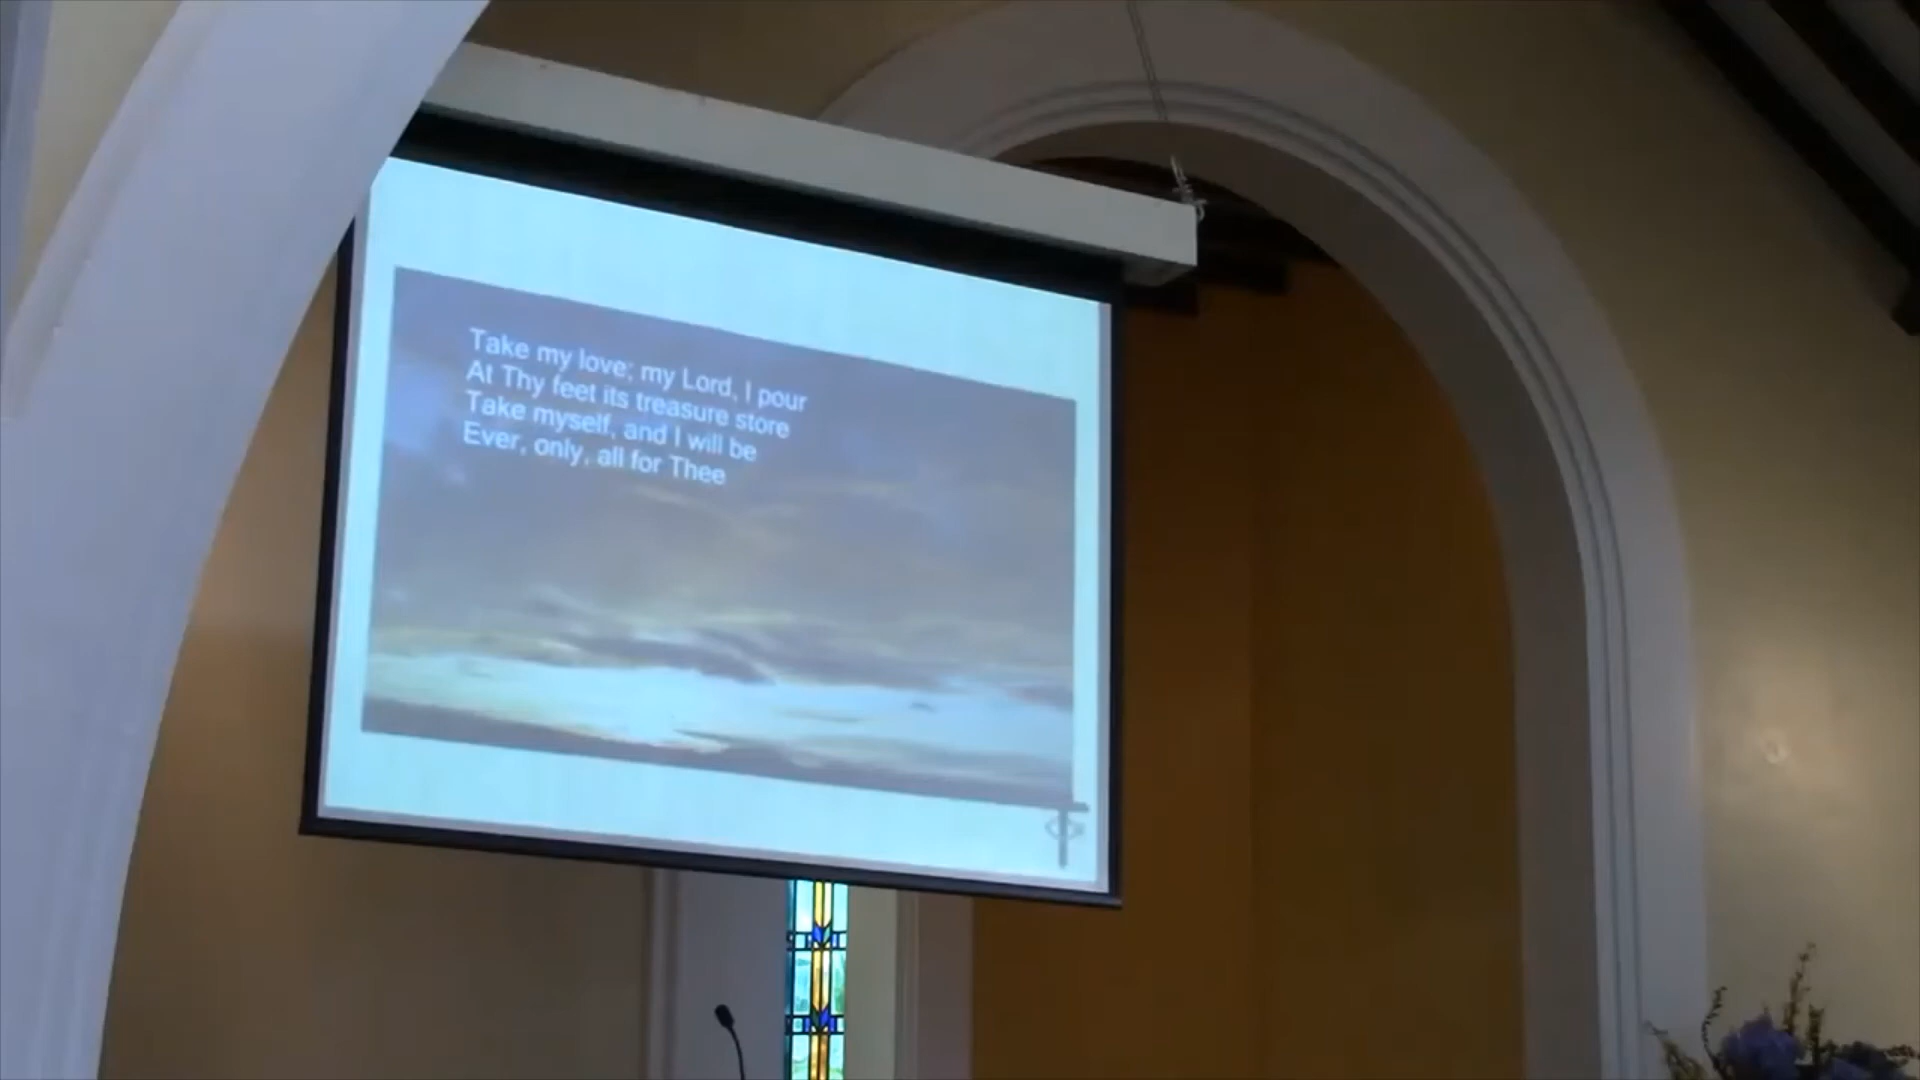 Take my love; my Lord, I pour
At Thy feet its treasure store
Take myself, and I will be
Ever, only, all for Thee